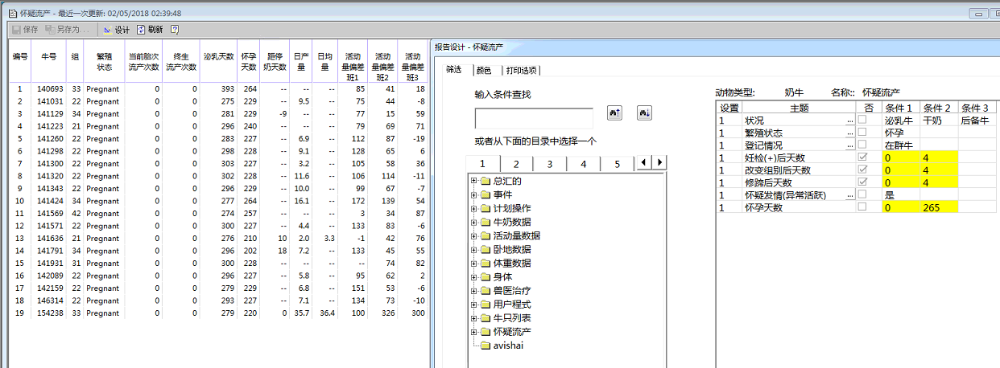 怀疑流产 - 最近一次更新: 02/05/2018 02:39:48
保存 另存为... 设计 刷新
编号 牛号 组 繁殖状态 当前胎次流产次数 终生流产次数 泌乳天数 怀孕天数 距停奶天数 日产量 日均量 活动量偏差班1 活动量偏差班2 活动量偏差班3
1 140693 33 Pregnant 0 0 393 264 -- -- -- 85 41 18
2 141031 22 Pregnant 0 0 275 229 -- 9.5 -- 75 44 -8
3 141129 34 Pregnant 0 0 281 229 -9 -- -- 77 15 59
4 141223 21 Pregnant 0 0 296 240 -- -- -- 79 69 71
5 141260 22 Pregnant 0 0 283 227 -- 6.9 -- 112 87 -19
6 141298 22 Pregnant 0 0 298 228 -- 9.1 -- 128 65 6
7 141300 22 Pregnant 0 0 303 227 -- 3.2 -- 105 58 36
8 141320 22 Pregnant 0 0 302 228 -- 11.6 -- 106 114 -11
9 141343 22 Pregnant 0 0 296 229 -- 10.0 -- 99 67 -7
10 141424 34 Pregnant 0 0 277 264 -- 16.1 -- 172 139 54
11 141569 42 Pregnant 0 0 274 257 -- -- -- 3 34 87
12 141571 22 Pregnant 0 0 300 227 -- 4.4 -- 133 83 -6
13 141636 21 Pregnant 0 0 276 210 10 2.0 3.3 -1 42 76
14 141791 34 Pregnant 0 0 296 202 18 7.2 -- 133 45 55
15 141931 31 Pregnant 0 0 300 228 -- -- -- -- 74 82
16 142089 22 Pregnant 0 0 296 227 -- 5.8 -- 95 62 2
17 142159 22 Pregnant 0 0 279 229 -- 6.8 -- 151 53 -6
18 146314 22 Pregnant 0 0 293 227 -- 7.1 -- 134 73 -10
19 154238 33 Pregnant 0 0 279 220 0 35.7 36.4 100 326 300
报告设计 - 怀疑流产
筛选 颜色 打印选项
输入条件查找
或者从下面的目录中选择一个
1 2 3 4 5
总汇的
事件
计划操作
牛奶数据
活动量数据
卧地数据
体重数据
身体
兽医治疗
用户程式
牛只列表
怀疑流产
avishai
动物类型: 奶牛 名称:: 怀疑流产
设置 主题 否 条件 1 条件 2 条件 3
1 状况 ... 泌乳牛 干奶 后备牛
1 繁殖状态 ... 怀孕
1 登记情况 ... 在群牛
1 妊检(+)后天数 0 4
1 改变组别后天数 0 4
1 修蹄后天数 0 4
1 怀疑发情(异常活跃) ... 是
1 怀孕天数 0 265